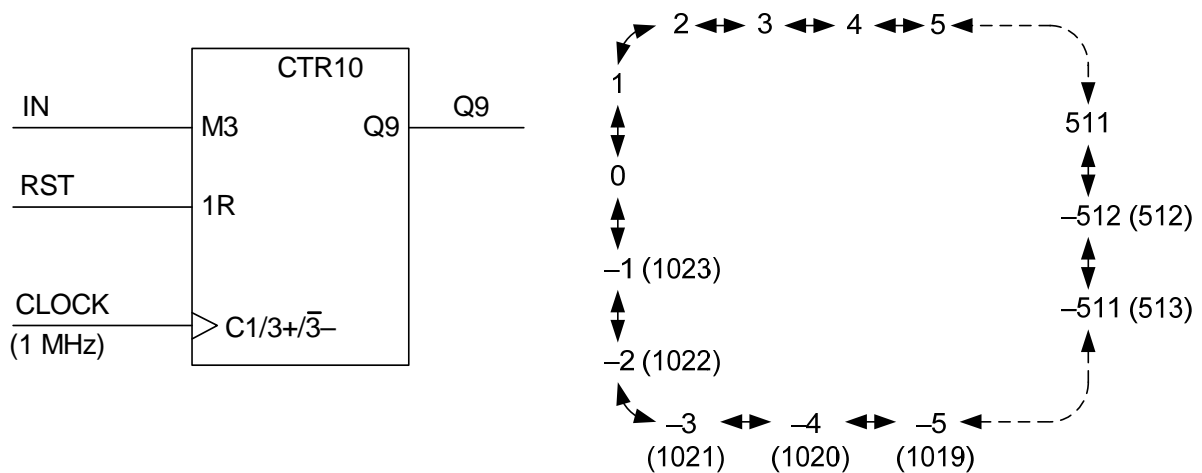 CTR10
IN
M3
Q9
Q9
RST
1R
CLOCK
(1 MHz)
C1/3+/3̅–
2 3 4 5
1
511
0
–512 (512)
–1 (1023)
–511 (513)
–2 (1022)
–3 –4 –5
(1021) (1020) (1019)